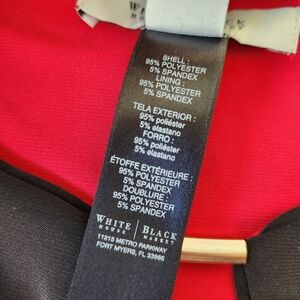 SHELL :
95% POLYESTER
5% SPANDEX
LINING :
95% POLYESTER
5% SPANDEX
TELA EXTERIOR :
95% poliéster
5% elastano
FORRO :
95% poliéster
5% elastano
ÉTOFFE EXTÉRIEURE :
95% POLYESTER
5% SPANDEX
DOUBLURE :
95% POLYESTER
5% SPANDEX
WHITE | BLACK
HOUSE | MARKET
11215 METRO PARKWAY
FORT MYERS, FL 33966